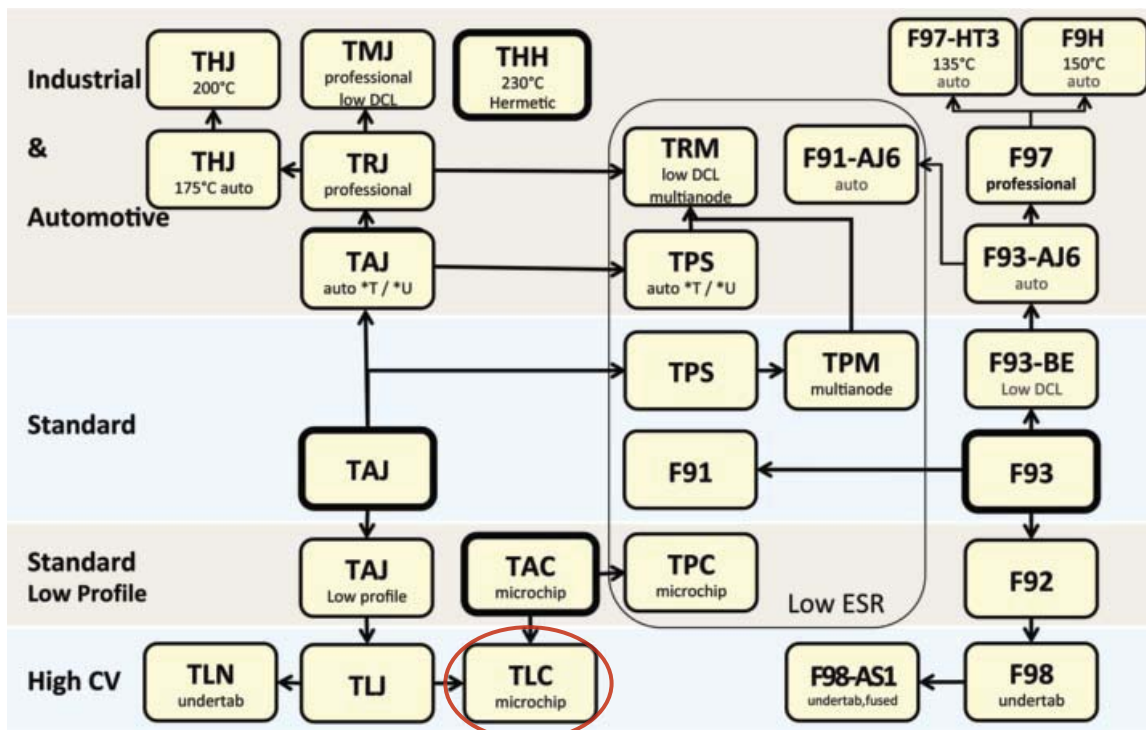 Industrial
&
Automotive
THJ
200°C
TMJ
professional
low DCL
THH
230°C
Hermetic
F97-HT3
135°C
auto
F9H
150°C
auto
THJ
175°C auto
TRJ
professional
TRM
low DCL
multianode
F91-AJ6
auto
F97
professional
TAJ
auto *T / *U
TPS
auto *T / *U
F93-AJ6
auto
Standard
TPS
TPM
multianode
F93-BE
Low DCL
TAJ
F91
F93
Standard
Low Profile
TAJ
Low profile
TAC
microchip
TPC
microchip
Low ESR
F92
High CV
TLN
undertab
TLJ
TLC
microchip
F98-AS1
undertab,fused
F98
undertab